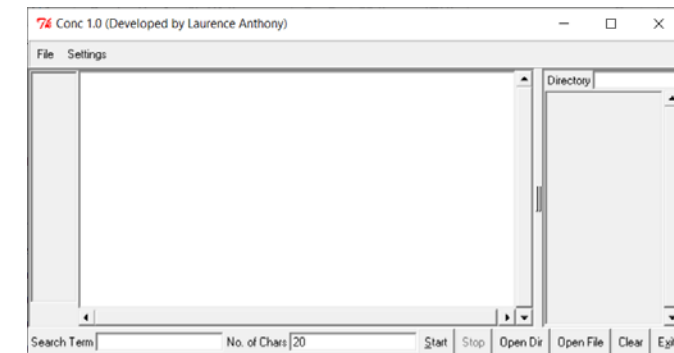 Conc 1.0 (Developed by Laurence Anthony)
File Settings
Directory
Search Term No. of Chars 20 Start Stop Open Dir Open File Clear Exit